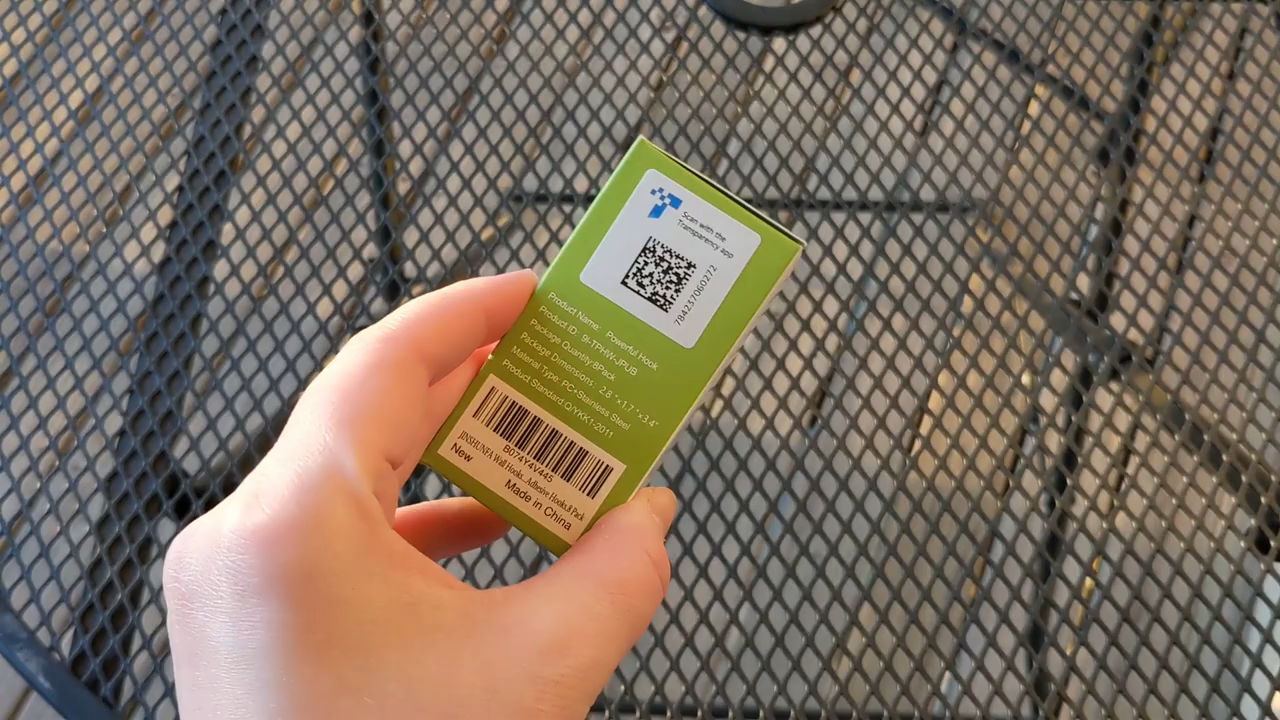 Scan with the
Transparency app
784237060272
Product Name: Powerful Hook
Product ID: 9i-TPHW-JPUB
Package Quantity:8Pack
Package Dimensions : 2.8 "×1.7 "×3.4"
Material Type: PC+Stainless Steel
Product Standard:Q/YKK1-2011
B074Y4V445
JINSHUNFA Wall Hooks...Adhesive Hooks,8 Pack
New
Made in China